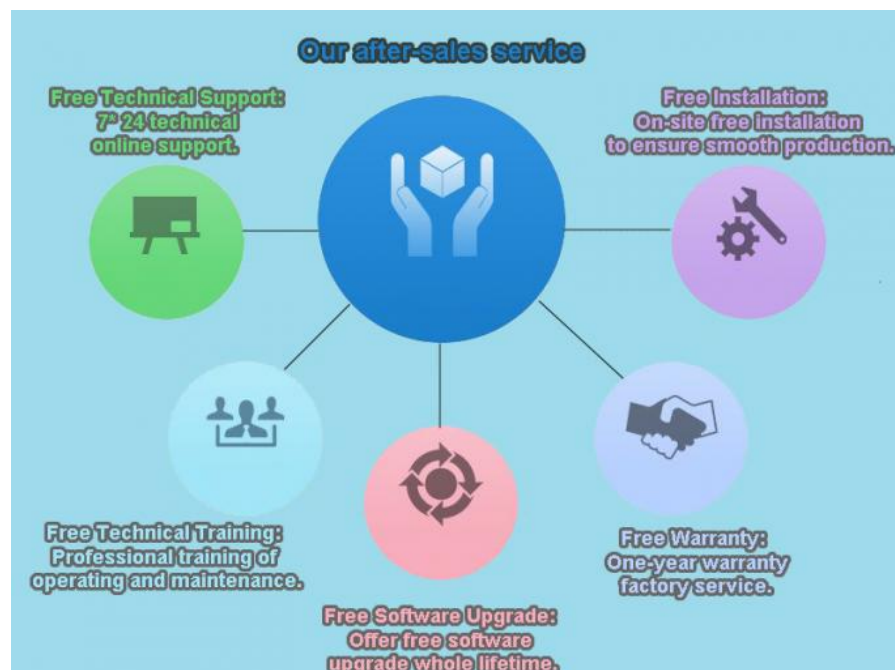 Our after-sales service
Free Technical Support:
7* 24 technical
online support.
Free Installation:
On-site free installation
to ensure smooth production.
Free Technical Training:
Professional training of
operating and maintenance.
Free Warranty:
One-year warranty
factory service.
Free Software Upgrade:
Offer free software
upgrade whole lifetime.